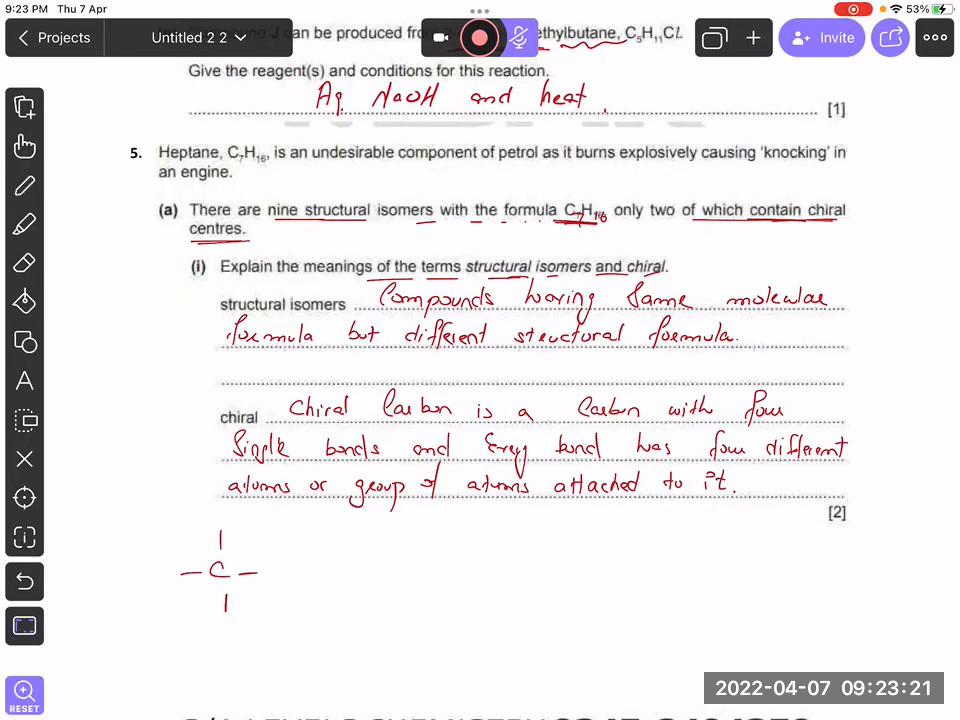 9:23 PM Thu 7 Apr
53%
Projects
Untitled 2 2
Invite
can be produced from ethylbutane, C5H11Cl.
Give the reagent(s) and conditions for this reaction.
Aq NaOH and heat.
[1]
5. Heptane, C7H16, is an undesirable component of petrol as it burns explosively causing 'knocking' in
an engine.
(a) There are nine structural isomers with the formula C7H16 only two of which contain chiral
centres.
(i) Explain the meanings of the terms structural isomers and chiral.
structural isomers Compounds having same molecular
formula but different structural formula.
chiral Chiral Carbon is a Carbon with four
Single bonds and Every bond has four different
atoms or group of atoms attached to it.
[2]
C
RESET
2022-04-07 09:23:21